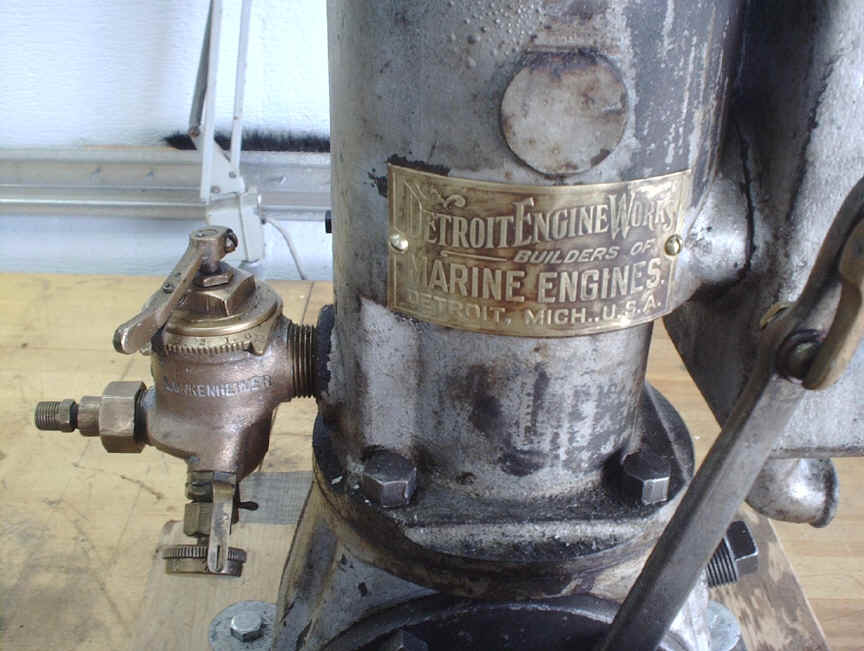 DETROIT ENGINE WORKS
BUILDERS OF
MARINE ENGINES.
DETROIT, MICH., U.S.A.
LUNKENHEIMER